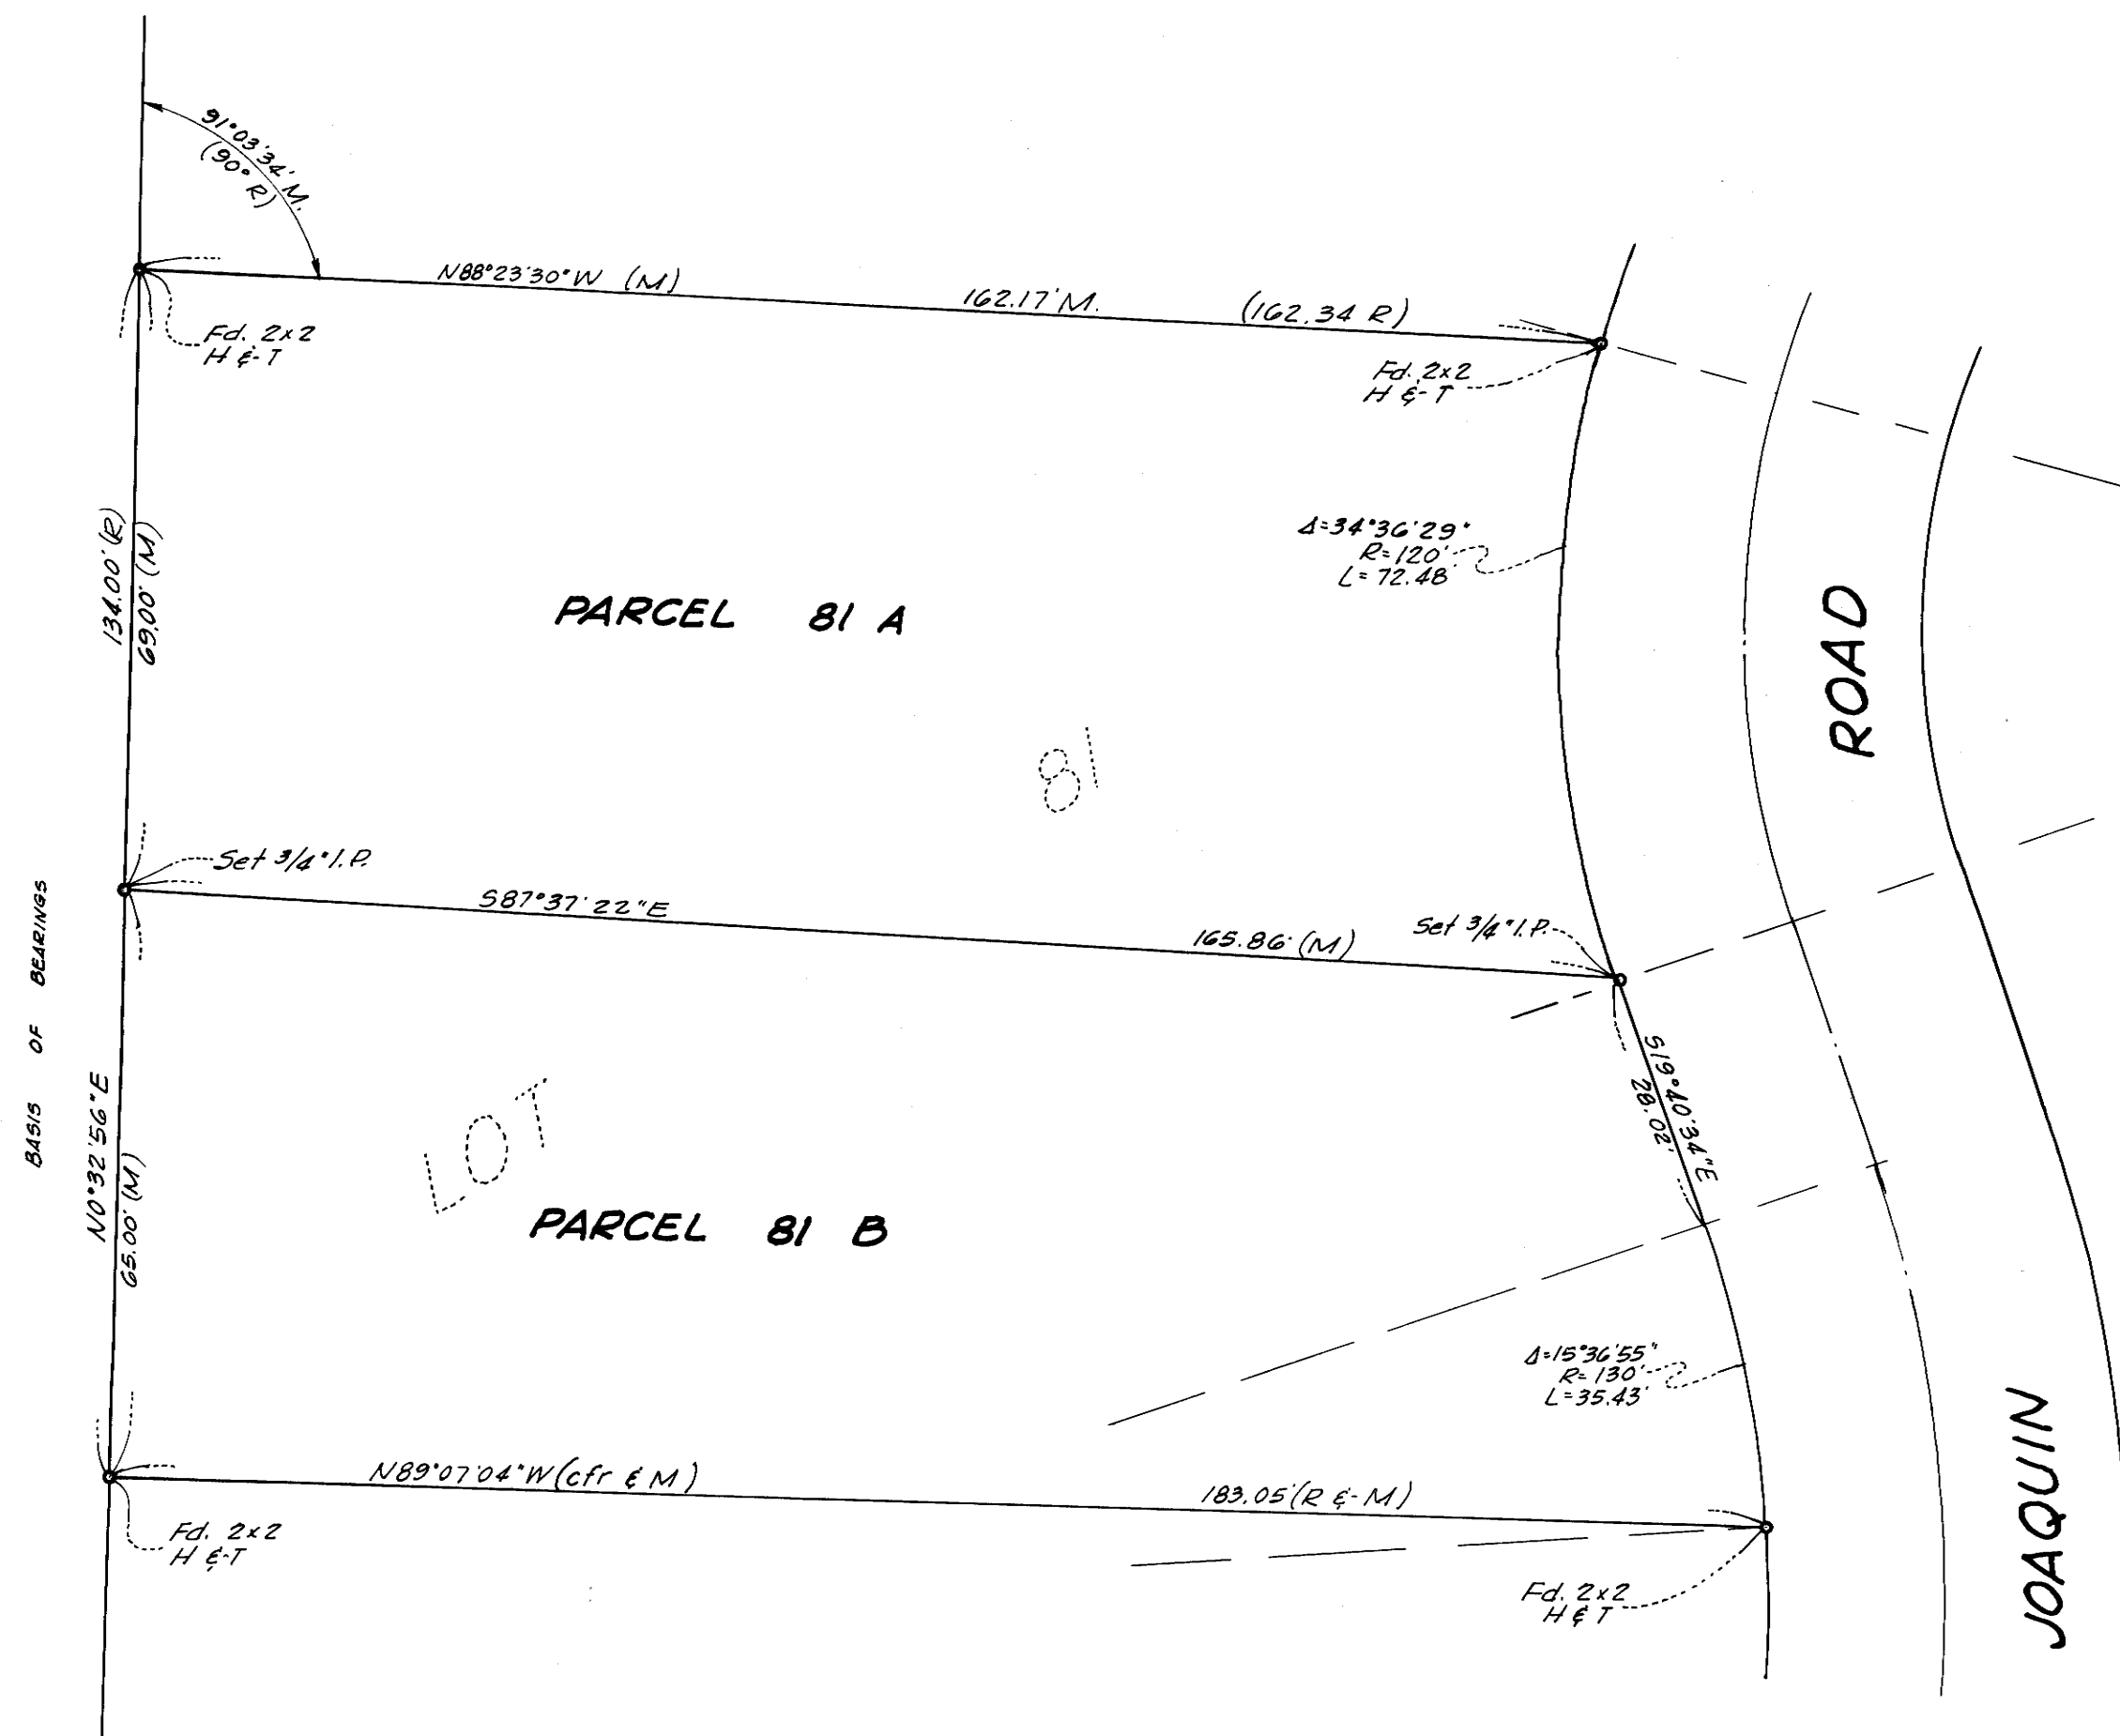 91°03'34' M.
(90° R)
N88°23'30"W (M)
162.17' M.
(162.34 R)
Fd. 2x2
H & T
Fd. 2x2
H & T
134.00' (R)
69.00' (M)
Δ=34°36'29"
R=120'
L=72.48'
PARCEL 81 A
ROAD
81
Set 3/4" I.P.
S87°37'22"E
165.86' (M)
Set 3/4" I.P.
BASIS OF BEARINGS
N0°32'56"E
65.00' (M)
S19°40'34"E
28.02'
LOT
PARCEL 81 B
Δ=15°36'55"
R=130'
L=35.43'
JOAQUIN
N89°07'04"W (cfr & M)
183.05' (R & M)
Fd. 2x2
H & T
Fd. 2x2
H & T